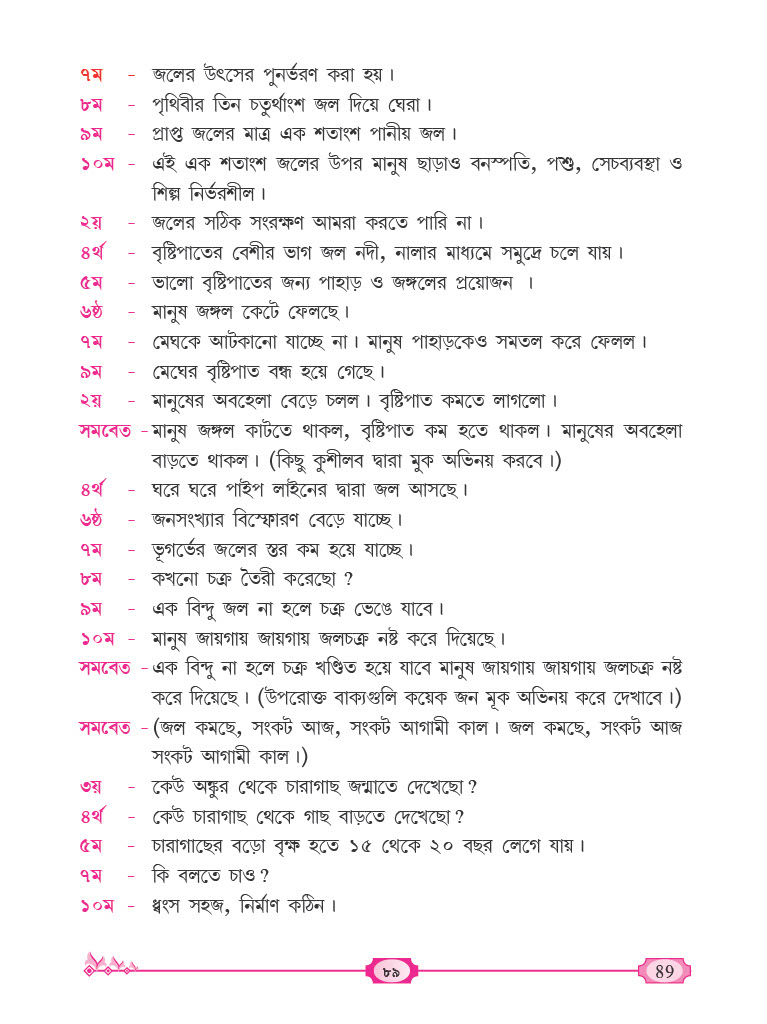 ৭ম - জলের উৎসের পুনর্ভরণ করা হয়।
৮ম - পৃথিবীর তিন চতুর্থাংশ জল দিয়ে ঘেরা।
৯ম - প্রাপ্ত জলের মাত্র এক শতাংশ পানীয় জল।
১০ম - এই এক শতাংশ জলের উপর মানুষ ছাড়াও বনস্পতি, পশু, সেচব্যবস্থা ও
শিল্প নির্ভরশীল।
২য় - জলের সঠিক সংরক্ষণ আমরা করতে পারি না।
৪র্থ - বৃষ্টিপাতের বেশীর ভাগ জল নদী, নালার মাধ্যমে সমুদ্রে চলে যায়।
৫ম - ভালো বৃষ্টিপাতের জন্য পাহাড় ও জঙ্গলের প্রয়োজন ।
৬ষ্ঠ - মানুষ জঙ্গল কেটে ফেলছে।
৭ম - মেঘকে আটকানো যাচ্ছে না। মানুষ পাহাড়কেও সমতল করে ফেলল।
৯ম - মেঘের বৃষ্টিপাত বন্ধ হয়ে গেছে।
২য় - মানুষের অবহেলা বেড়ে চলল। বৃষ্টিপাত কমতে লাগলো।
সমবেত - মানুষ জঙ্গল কাটতে থাকল, বৃষ্টিপাত কম হতে থাকল। মানুষের অবহেলা
বাড়তে থাকল। (কিছু কুশীলব দ্বারা মুক অভিনয় করবে।)
৪র্থ - ঘরে ঘরে পাইপ লাইনের দ্বারা জল আসছে।
৬ষ্ঠ - জনসংখ্যার বিস্ফোরণ বেড়ে যাচ্ছে।
৭ম - ভূগর্ভের জলের স্তর কম হয়ে যাচ্ছে।
৮ম - কখনো চক্র তৈরী করেছো ?
৯ম - এক বিন্দু জল না হলে চক্র ভেঙে যাবে।
১০ম - মানুষ জায়গায় জায়গায় জলচক্র নষ্ট করে দিয়েছে।
সমবেত - এক বিন্দু না হলে চক্র খণ্ডিত হয়ে যাবে মানুষ জায়গায় জায়গায় জলচক্র নষ্ট
করে দিয়েছে। (উপরোক্ত বাক্যগুলি কয়েক জন মূক অভিনয় করে দেখাবে।)
সমবেত - (জল কমছে, সংকট আজ, সংকট আগামী কাল। জল কমছে, সংকট আজ
সংকট আগামী কাল।)
৩য় - কেউ অঙ্কুর থেকে চারাগাছ জন্মাতে দেখেছো ?
৪র্থ - কেউ চারাগাছ থেকে গাছ বাড়তে দেখেছো ?
৫ম - চারাগাছের বড়ো বৃক্ষ হতে ১৫ থেকে ২০ বছর লেগে যায়।
৭ম - কি বলতে চাও ?
১০ম - ধ্বংস সহজ, নির্মাণ কঠিন।
৮৯
89